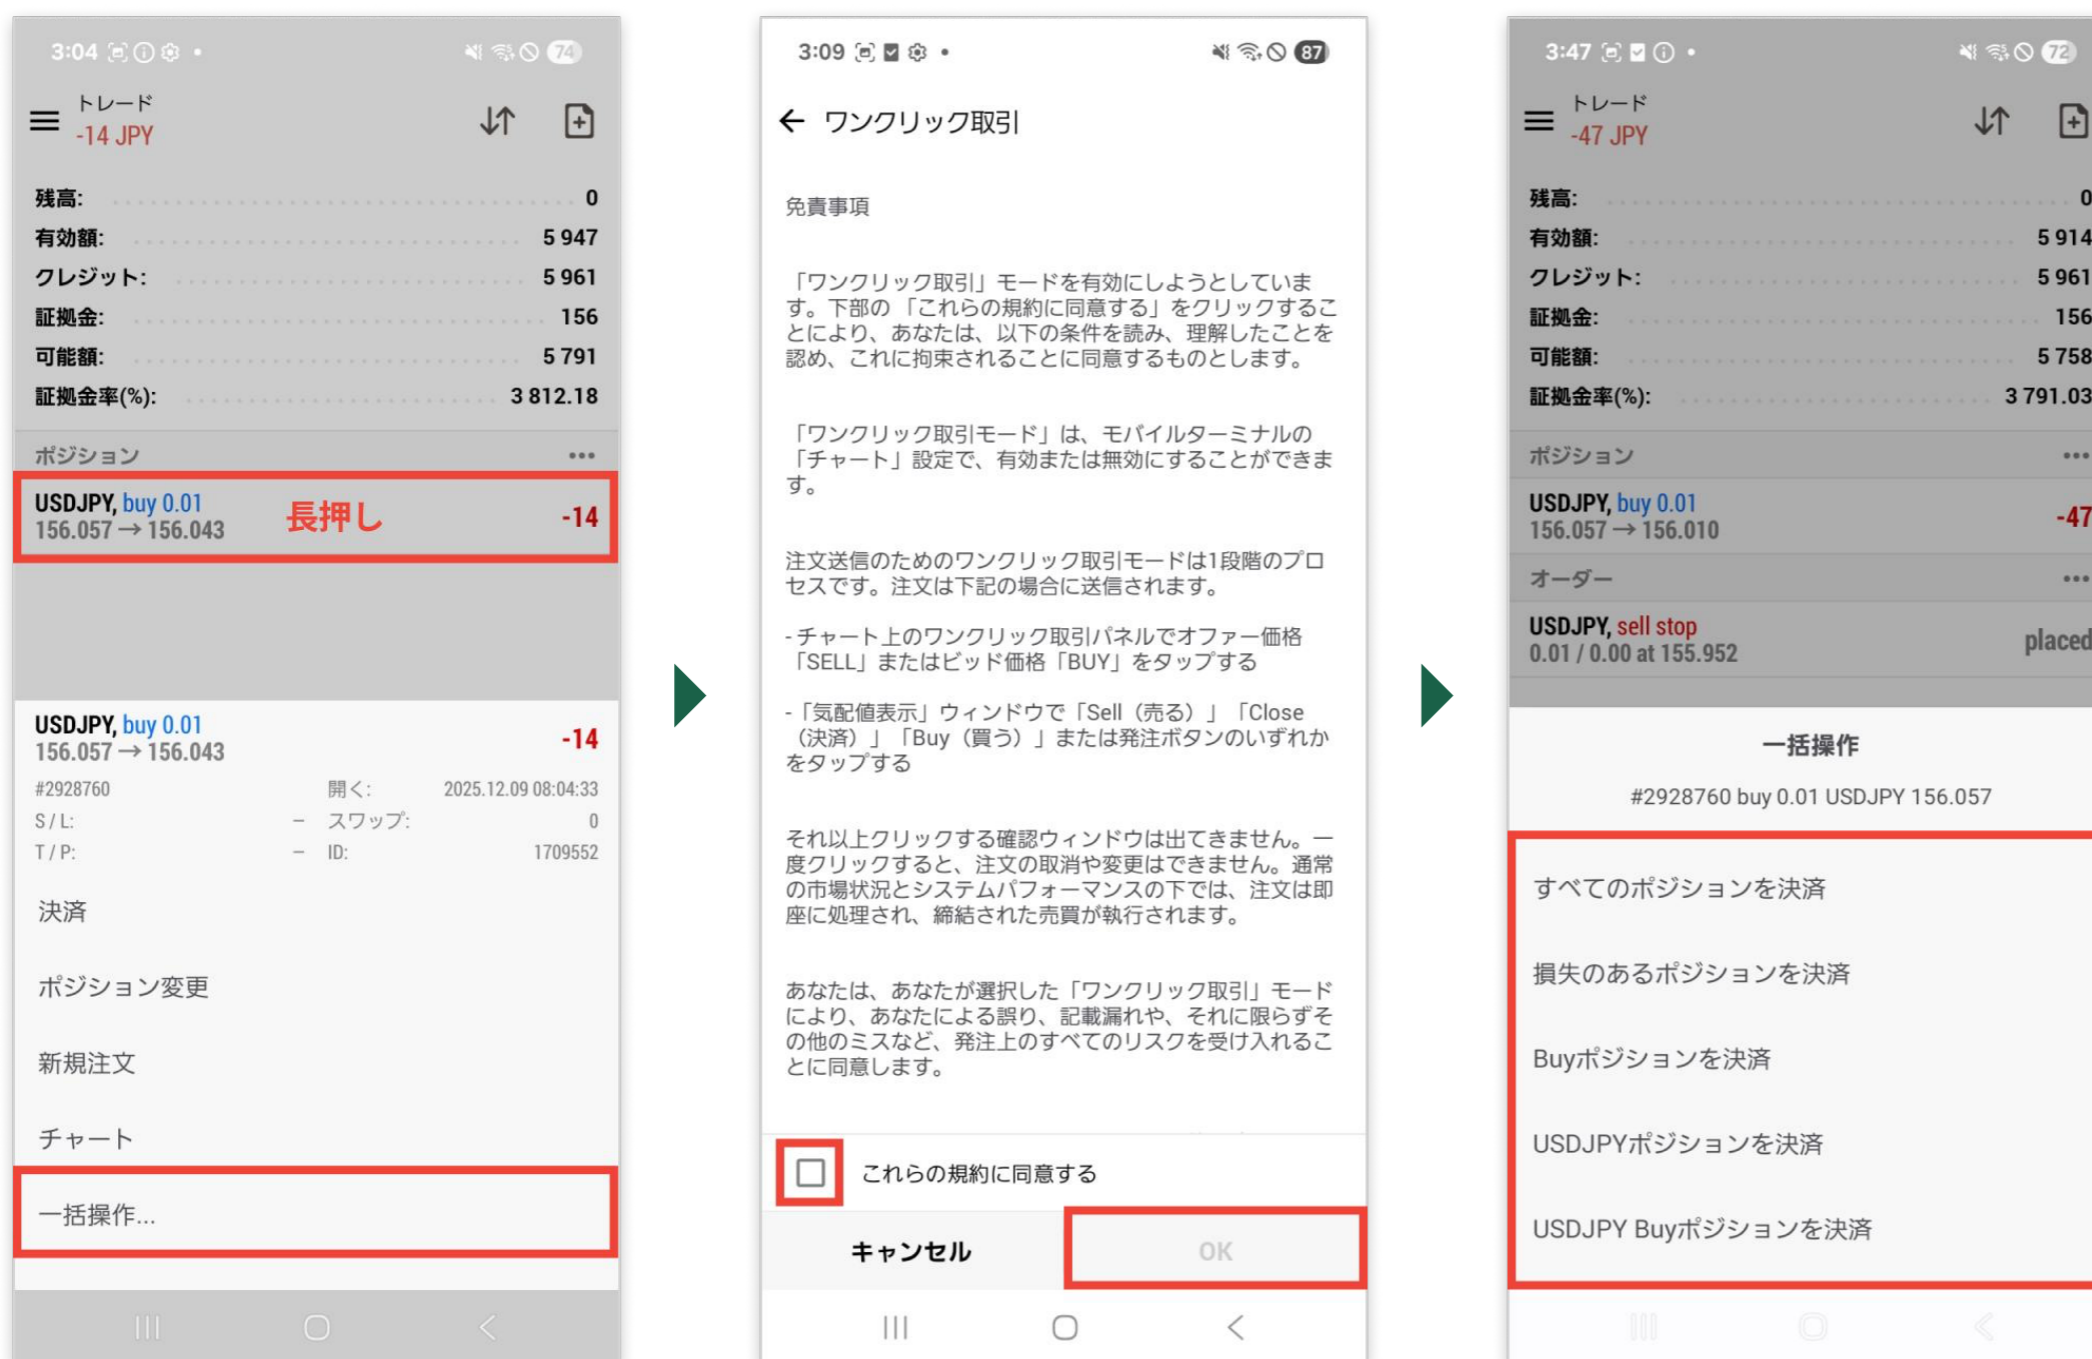 3:04
74
トレード
-14 JPY
残高: 0
有効額: 5 947
クレジット: 5 961
証拠金: 156
可能額: 5 791
証拠金率(%): 3 812.18
ポジション
USDJPY, buy 0.01
156.057 → 156.043
長押し
-14
USDJPY, buy 0.01
156.057 → 156.043
-14
#2928760 開く: 2025.12.09 08:04:33
S / L: – スワップ: 0
T / P: – ID: 1709552
決済
ポジション変更
新規注文
チャート
一括操作...
3:09
87
ワンクリック取引
免責事項
「ワンクリック取引」モードを有効にしようとしていま
す。下部の 「これらの規約に同意する」をクリックするこ
とにより、あなたは、以下の条件を読み、理解したことを
認め、これに拘束されることに同意するものとします。
「ワンクリック取引モード」は、モバイルターミナルの
「チャート」設定で、有効または無効にすることができま
す。
注文送信のためのワンクリック取引モードは1段階のプロ
セスです。注文は下記の場合に送信されます。
- チャート上のワンクリック取引パネルでオファー価格
「SELL」またはビッド価格「BUY」をタップする
-「気配値表示」ウィンドウで「Sell（売る）」「Close
（決済）」「Buy（買う）」または発注ボタンのいずれか
をタップする
それ以上クリックする確認ウィンドウは出てきません。一
度クリックすると、注文の取消や変更はできません。通常
の市場状況とシステムパフォーマンスの下では、注文は即
座に処理され、締結された売買が執行されます。
あなたは、あなたが選択した「ワンクリック取引」モード
により、あなたによる誤り、記載漏れや、それに限らずそ
の他のミスなど、発注上のすべてのリスクを受け入れるこ
とに同意します。
これらの規約に同意する
キャンセル
OK
3:47
72
トレード
-47 JPY
残高: 0
有効額: 5 914
クレジット: 5 961
証拠金: 156
可能額: 5 758
証拠金率(%): 3 791.03
ポジション
USDJPY, buy 0.01
156.057 → 156.010
-47
オーダー
USDJPY, sell stop
0.01 / 0.00 at 155.952
placed
一括操作
#2928760 buy 0.01 USDJPY 156.057
すべてのポジションを決済
損失のあるポジションを決済
Buyポジションを決済
USDJPYポジションを決済
USDJPY Buyポジションを決済